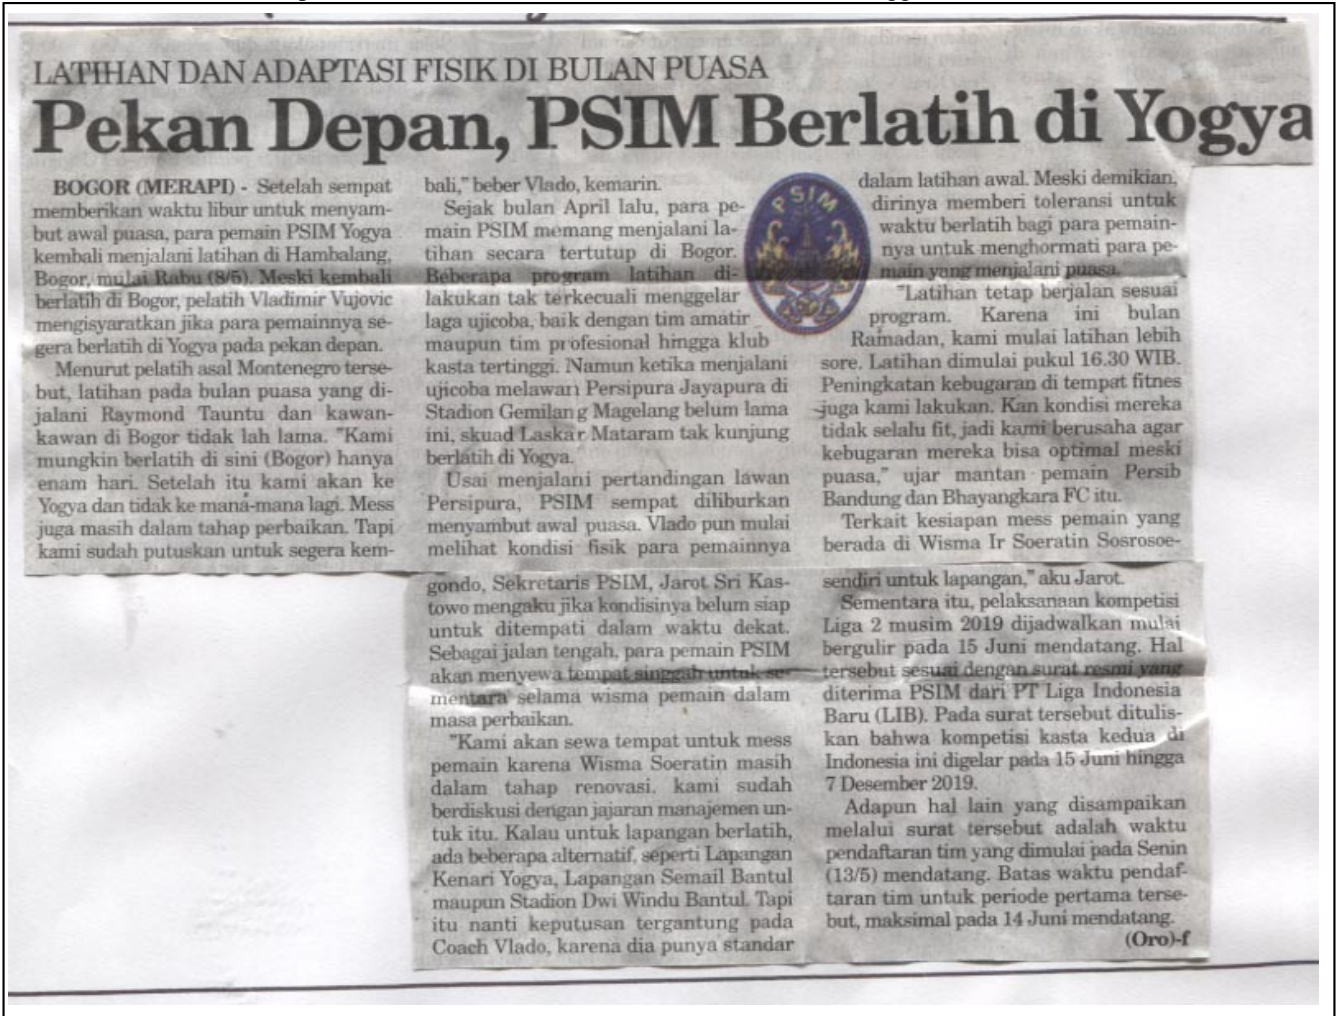 LATIHAN DAN ADAPTASI FISIK DI BULAN PUASA
Pekan Depan, PSIM Berlatih di Yogya
BOGOR (MERAPI) - Setelah sempat
memberikan waktu libur untuk menyam-
but awal puasa, para pemain PSIM Yogya
kembali menjalani latihan di Hambalang,
Bogor, mulai Rabu (8/5). Meski kembali
berlatih di Bogor, pelatih Vladimir Vujovic
mengisyaratkan jika para pemainnya se-
gera berlatih di Yogya pada pekan depan.
Menurut pelatih asal Montenegro terse-
but, latihan pada bulan puasa yang di-
jalani Raymond Tauntu dan kawan-
kawan di Bogor tidak lah lama. "Kami
mungkin berlatih di sini (Bogor) hanya
enam hari. Setelah itu kami akan ke
Yogya dan tidak ke mana-mana lagi. Mess
juga masih dalam tahap perbaikan. Tapi
kami sudah putuskan untuk segera kem-
bali," beber Vlado, kemarin.
Sejak bulan April lalu, para pe-
main PSIM memang menjalani la-
tihan secara tertutup di Bogor.
Beberapa program latihan di-
lakukan tak terkecuali menggelar
laga ujicoba, baik dengan tim amatir
maupun tim profesional hingga klub
kasta tertinggi. Namun ketika menjalani
ujicoba melawan Persipura Jayapura di
Stadion Gemilang Magelang belum lama
ini, skuad Laskar Mataram tak kunjung
berlatih di Yogya.
Usai menjalani pertandingan lawan
Persipura, PSIM sempat diliburkan
menyambut awal puasa. Vlado pun mulai
melihat kondisi fisik para pemainnya
PSIM
dalam latihan awal. Meski demikian,
dirinya memberi toleransi untuk
waktu berlatih bagi para pemain-
nya untuk menghormati para pe-
main yang menjalani puasa.
"Latihan tetap berjalan sesuai
program. Karena ini bulan
Ramadan, kami mulai latihan lebih
sore. Latihan dimulai pukul 16.30 WIB.
Peningkatan kebugaran di tempat fitnes
juga kami lakukan. Kan kondisi mereka
tidak selalu fit, jadi kami berusaha agar
kebugaran mereka bisa optimal meski
puasa," ujar mantan pemain Persib
Bandung dan Bhayangkara FC itu.
Terkait kesiapan mess pemain yang
berada di Wisma Ir Soeratin Sosrosoe-
gondo, Sekretaris PSIM, Jarot Sri Kas-
towo mengaku jika kondisinya belum siap
untuk ditempati dalam waktu dekat.
Sebagai jalan tengah, para pemain PSIM
akan menyewa tempat singgah untuk se-
mentara selama wisma pemain dalam
masa perbaikan.
"Kami akan sewa tempat untuk mess
pemain karena Wisma Soeratin masih
dalam tahap renovasi. kami sudah
berdiskusi dengan jajaran manajemen un-
tuk itu. Kalau untuk lapangan berlatih,
ada beberapa alternatif, seperti Lapangan
Kenari Yogya, Lapangan Semail Bantul
maupun Stadion Dwi Windu Bantul. Tapi
itu nanti keputusan tergantung pada
Coach Vlado, karena dia punya standar
sendiri untuk lapangan," aku Jarot.
Sementara itu, pelaksanaan kompetisi
Liga 2 musim 2019 dijadwalkan mulai
bergulir pada 15 Juni mendatang. Hal
tersebut sesuai dengan surat resmi yang
diterima PSIM dari PT Liga Indonesia
Baru (LIB). Pada surat tersebut ditulis-
kan bahwa kompetisi kasta kedua di
Indonesia ini digelar pada 15 Juni hingga
7 Desember 2019.
Adapun hal lain yang disampaikan
melalui surat tersebut adalah waktu
pendaftaran tim yang dimulai pada Senin
(13/5) mendatang. Batas waktu pendaf-
taran tim untuk periode pertama terse-
but, maksimal pada 14 Juni mendatang.
(Oro)-f